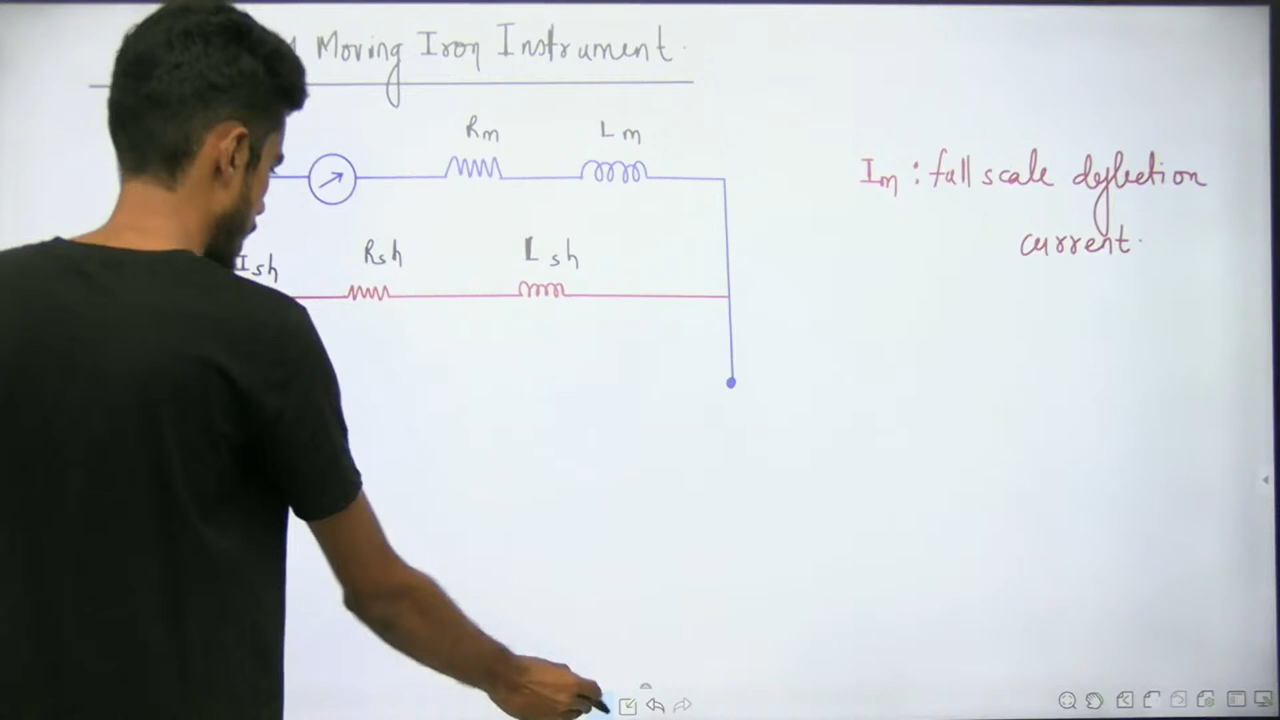 Moving Iron Instrument.
Rm Lm
Im : full scale deflection
current.
Ish Rsh Lsh